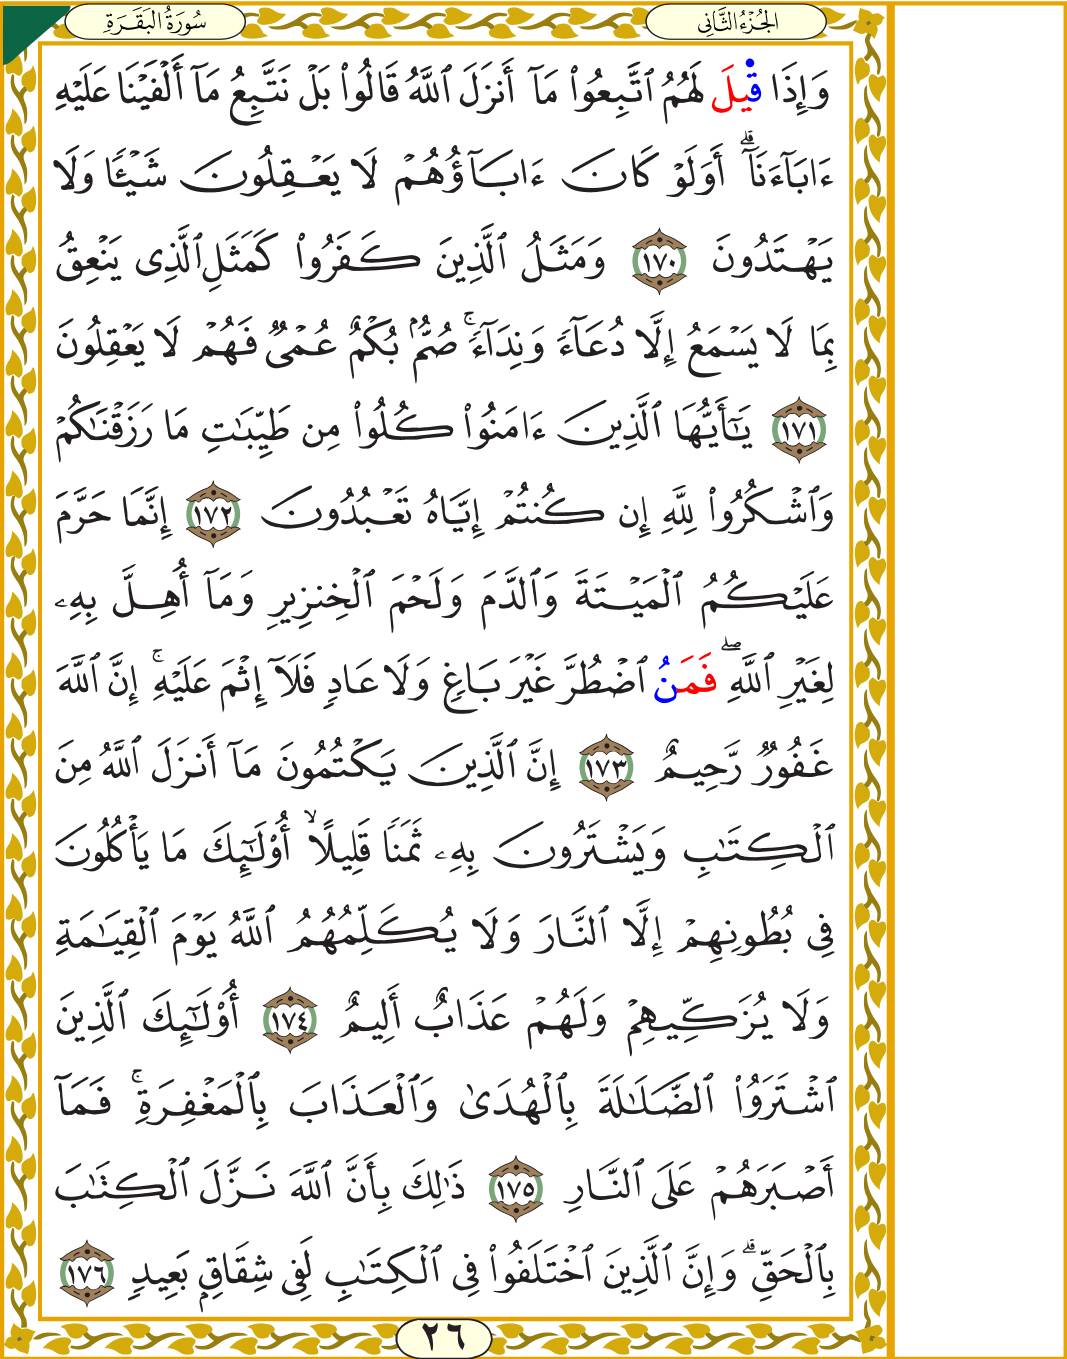 سُورَةُ البَقَرَةِ
الجُزْءُ الثَّانِي
وَإِذَا قِيلَ لَهُمُ ٱتَّبِعُوا۟ مَآ أَنزَلَ ٱللَّهُ قَالُوا۟ بَلْ نَتَّبِعُ مَآ أَلْفَيْنَا عَلَيْهِ
ءَابَآءَنَآ ۗ أَوَلَوْ كَانَ ءَابَآؤُهُمْ لَا يَعْقِلُونَ شَيْـًٔا وَلَا
يَهْتَدُونَ ١٧٠ وَمَثَلُ ٱلَّذِينَ كَفَرُوا۟ كَمَثَلِ ٱلَّذِى يَنْعِقُ
بِمَا لَا يَسْمَعُ إِلَّا دُعَآءً وَنِدَآءً ۚ صُمٌّۢ بُكْمٌ عُمْىٌ فَهُمْ لَا يَعْقِلُونَ
١٧١ يَـٰٓأَيُّهَا ٱلَّذِينَ ءَامَنُوا۟ كُلُوا۟ مِن طَيِّبَـٰتِ مَا رَزَقْنَـٰكُمْ
وَٱشْكُرُوا۟ لِلَّهِ إِن كُنتُمْ إِيَّاهُ تَعْبُدُونَ ١٧٢ إِنَّمَا حَرَّمَ
عَلَيْكُمُ ٱلْمَيْتَةَ وَٱلدَّمَ وَلَحْمَ ٱلْخِنزِيرِ وَمَآ أُهِلَّ بِهِۦ
لِغَيْرِ ٱللَّهِ ۖ فَمَنُ ٱضْطُرَّ غَيْرَ بَاغٍ وَلَا عَادٍ فَلَآ إِثْمَ عَلَيْهِ ۚ إِنَّ ٱللَّهَ
غَفُورٌ رَّحِيمٌ ١٧٣ إِنَّ ٱلَّذِينَ يَكْتُمُونَ مَآ أَنزَلَ ٱللَّهُ مِنَ
ٱلْكِتَـٰبِ وَيَشْتَرُونَ بِهِۦ ثَمَنًا قَلِيلًا ۙ أُو۟لَـٰٓئِكَ مَا يَأْكُلُونَ
فِى بُطُونِهِمْ إِلَّا ٱلنَّارَ وَلَا يُكَلِّمُهُمُ ٱللَّهُ يَوْمَ ٱلْقِيَـٰمَةِ
وَلَا يُزَكِّيهِمْ وَلَهُمْ عَذَابٌ أَلِيمٌ ١٧٤ أُو۟لَـٰٓئِكَ ٱلَّذِينَ
ٱشْتَرَوُا۟ ٱلضَّلَـٰلَةَ بِٱلْهُدَىٰ وَٱلْعَذَابَ بِٱلْمَغْفِرَةِ ۚ فَمَآ
أَصْبَرَهُمْ عَلَى ٱلنَّارِ ١٧٥ ذَٰلِكَ بِأَنَّ ٱللَّهَ نَزَّلَ ٱلْكِتَـٰبَ
بِٱلْحَقِّ ۗ وَإِنَّ ٱلَّذِينَ ٱخْتَلَفُوا۟ فِى ٱلْكِتَـٰبِ لَفِى شِقَاقٍۭ بَعِيدٍ ١٧٦
٢٦